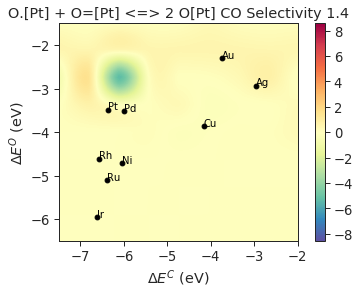 O.[Pt] + O=[Pt] <=> 2 O[Pt] CO Selectivity 1.4
−2
−3
−4
−5
−6
ΔE^O (eV)
Au
Ag
Pt
Pd
Cu
Rh
Ni
Ru
Ir
−7
−6
−5
−4
−3
−2
ΔE^C (eV)
8
6
4
2
0
−2
−4
−6
−8